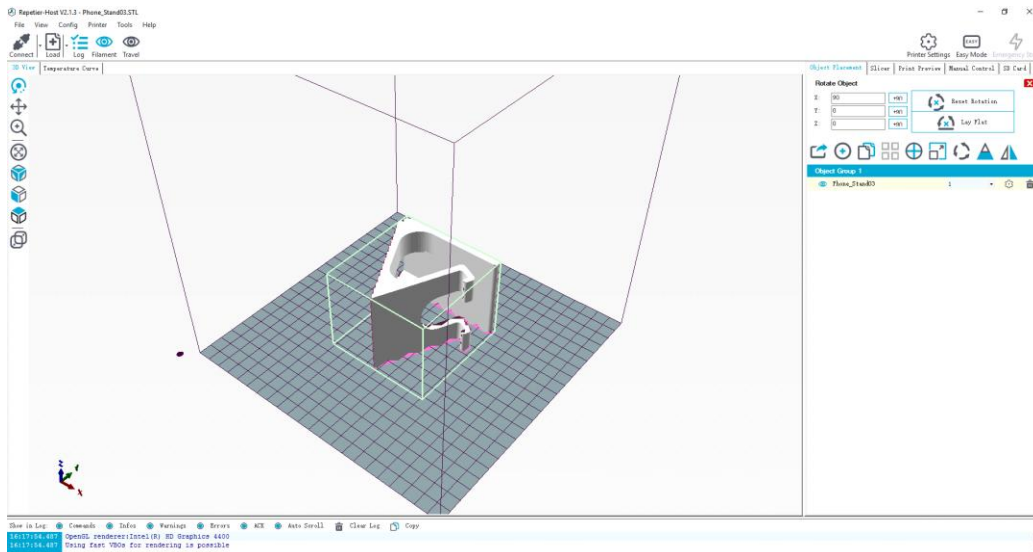 Repetier-Host V2.1.3 - Phone_Stand03.STL
File View Config Printer Tools Help
Connect Load Log Filament Travel
Printer Settings Easy Mode Emergency St
EASY
3D View Temperature Curve
Object Placement Slicer Print Preview Manual Control SD Card
Rotate Object
X: 90 +90
Reset Rotation
Y: 0 +90
Z: 0 +90
Lay Flat
Object Group 1
Phone_Stand03 1
Z
Y
X
Show in Log: Commands Infos Warnings Errors ACK Auto Scroll Clear Log Copy
16:17:54.487 OpenGL renderer:Intel(R) HD Graphics 4400
16:17:54.487 Using fast VBOs for rendering is possible